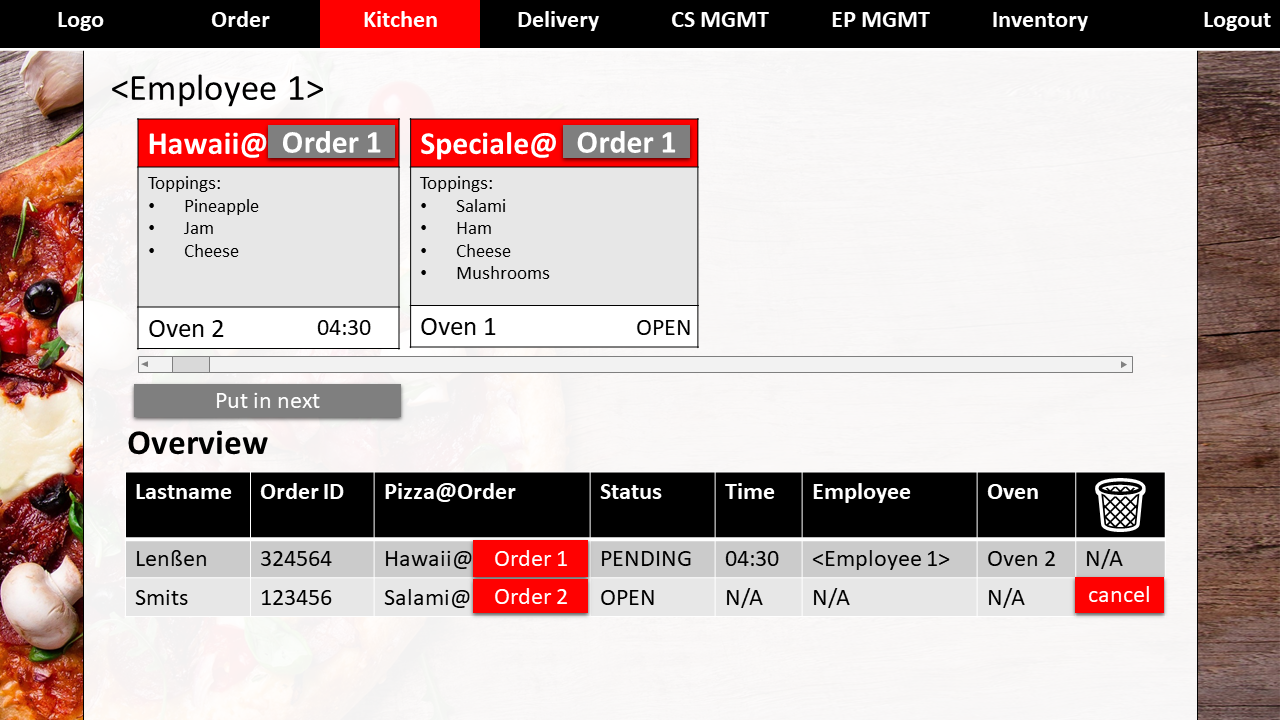 Logo Order Kitchen Delivery CS MGMT EP MGMT Inventory Logout
<Employee 1>
Hawaii@ Order 1
Toppings:
• Pineapple
• Jam
• Cheese
Oven 2 04:30
Speciale@ Order 1
Toppings:
• Salami
• Ham
• Cheese
• Mushrooms
Oven 1 OPEN
Put in next
Overview
Lastname Order ID Pizza@Order Status Time Employee Oven
Lenßen 324564 Hawaii@ Order 1 PENDING 04:30 <Employee 1> Oven 2 N/A
Smits 123456 Salami@ Order 2 OPEN N/A N/A N/A cancel